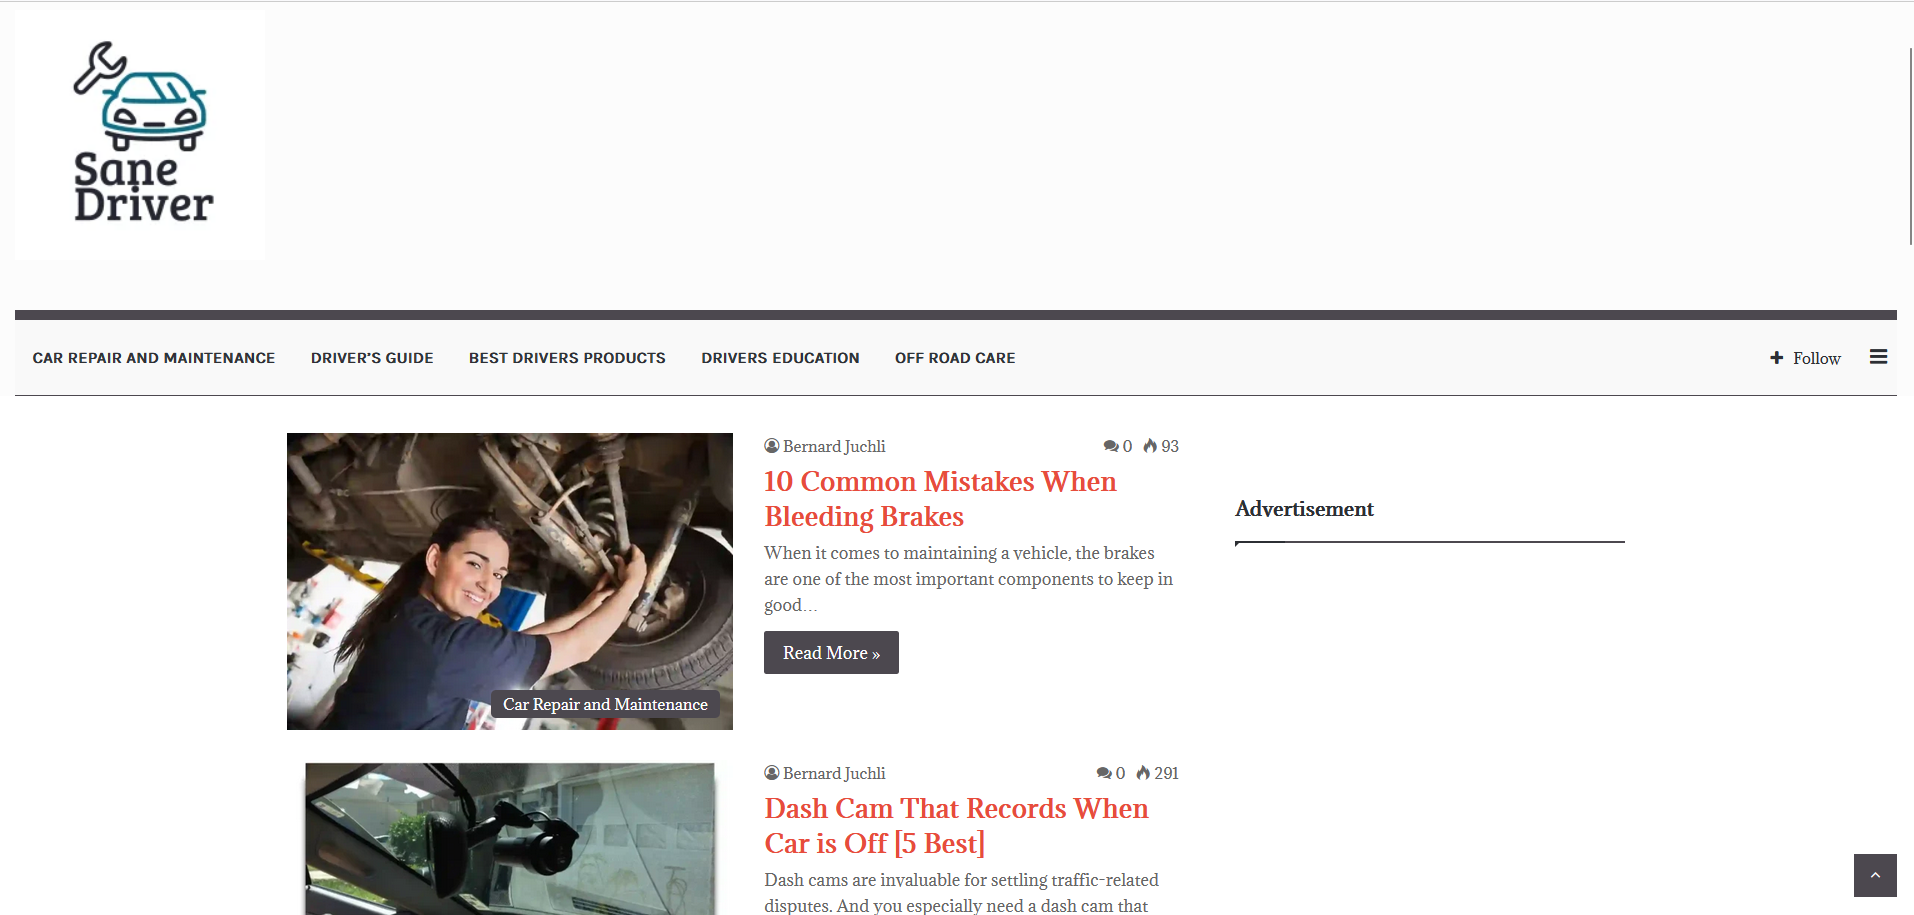 Sane
Driver
CAR REPAIR AND MAINTENANCE
DRIVER'S GUIDE
BEST DRIVERS PRODUCTS
DRIVERS EDUCATION
OFF ROAD CARE
Follow
Car Repair and Maintenance
Bernard Juchli
0
93
10 Common Mistakes When
Bleeding Brakes
When it comes to maintaining a vehicle, the brakes
are one of the most important components to keep in
good…
Read More »
Advertisement
Bernard Juchli
0
291
Dash Cam That Records When
Car is Off [5 Best]
Dash cams are invaluable for settling traffic-related
disputes. And you especially need a dash cam that